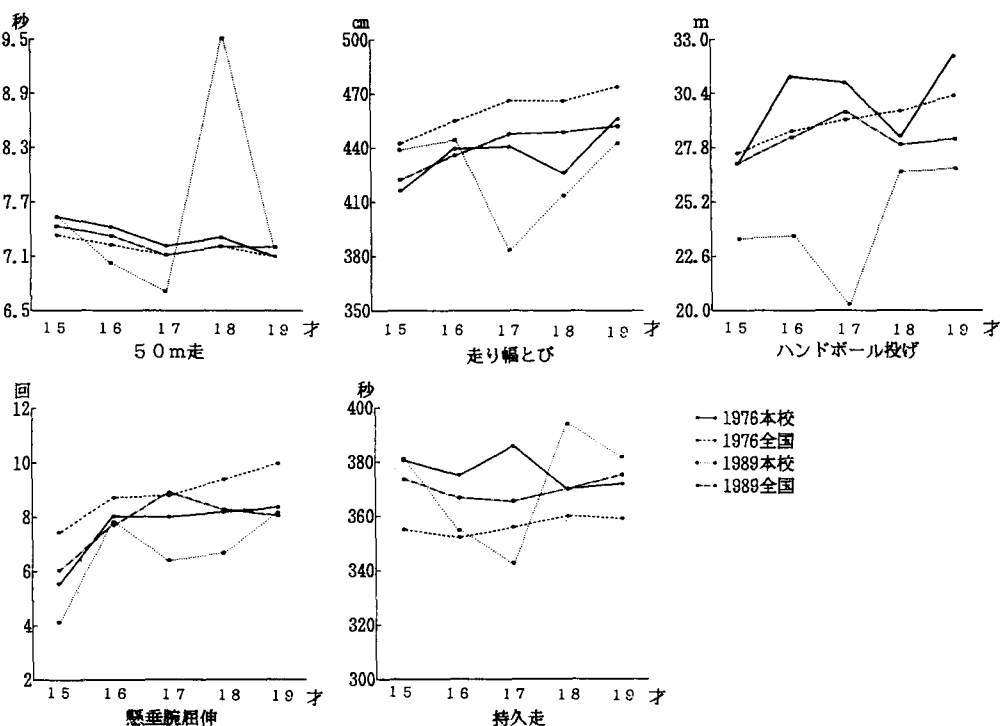 秒
9.5
8.9
8.3
7.7
7.1
6.5
15 16 17 18 19 才
50m走
cm
500
470
440
410
380
350
15 16 17 18 19 才
走り幅とび
m
33.0
30.4
27.8
25.2
22.6
20.0
15 16 17 18 19 才
ハンドボール投げ
回
12
10
8
6
4
2
15 16 17 18 19 才
懸垂腕屈伸
秒
400
380
360
340
320
300
15 16 17 18 19 才
持久走
1976本校
1976全国
1989本校
1989全国